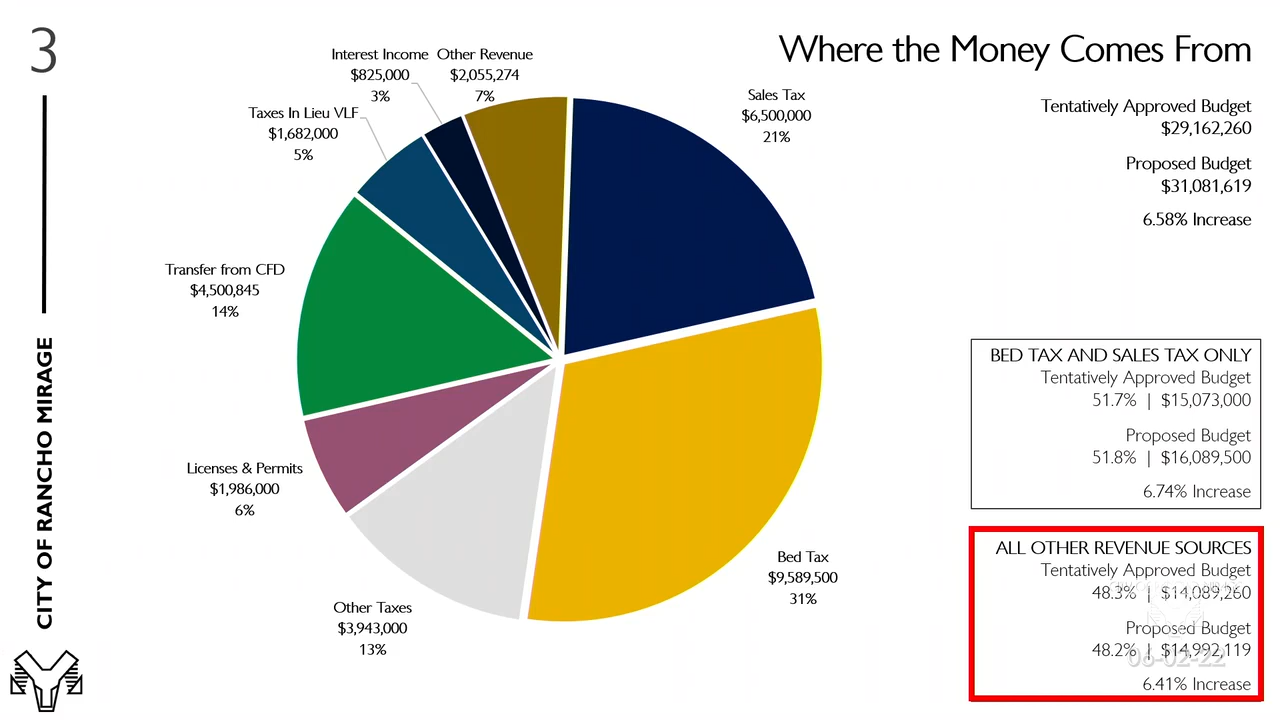 3
Where the Money Comes From
Interest Income
$825,000
3%
Other Revenue
$2,055,274
7%
Sales Tax
$6,500,000
21%
Taxes In Lieu VLF
$1,682,000
5%
Transfer from CFD
$4,500,845
14%
Licenses & Permits
$1,986,000
6%
Other Taxes
$3,943,000
13%
Bed Tax
$9,589,500
31%
Tentatively Approved Budget
$29,162,260
Proposed Budget
$31,081,619
6.58% Increase
BED TAX AND SALES TAX ONLY
Tentatively Approved Budget
51.7% | $15,073,000
Proposed Budget
51.8% | $16,089,500
6.74% Increase
ALL OTHER REVENUE SOURCES
Tentatively Approved Budget
48.3% | $14,089,260
Proposed Budget
48.2% | $14,992,119
06-02-22
6.41% Increase
CITY OF RANCHO MIRAGE